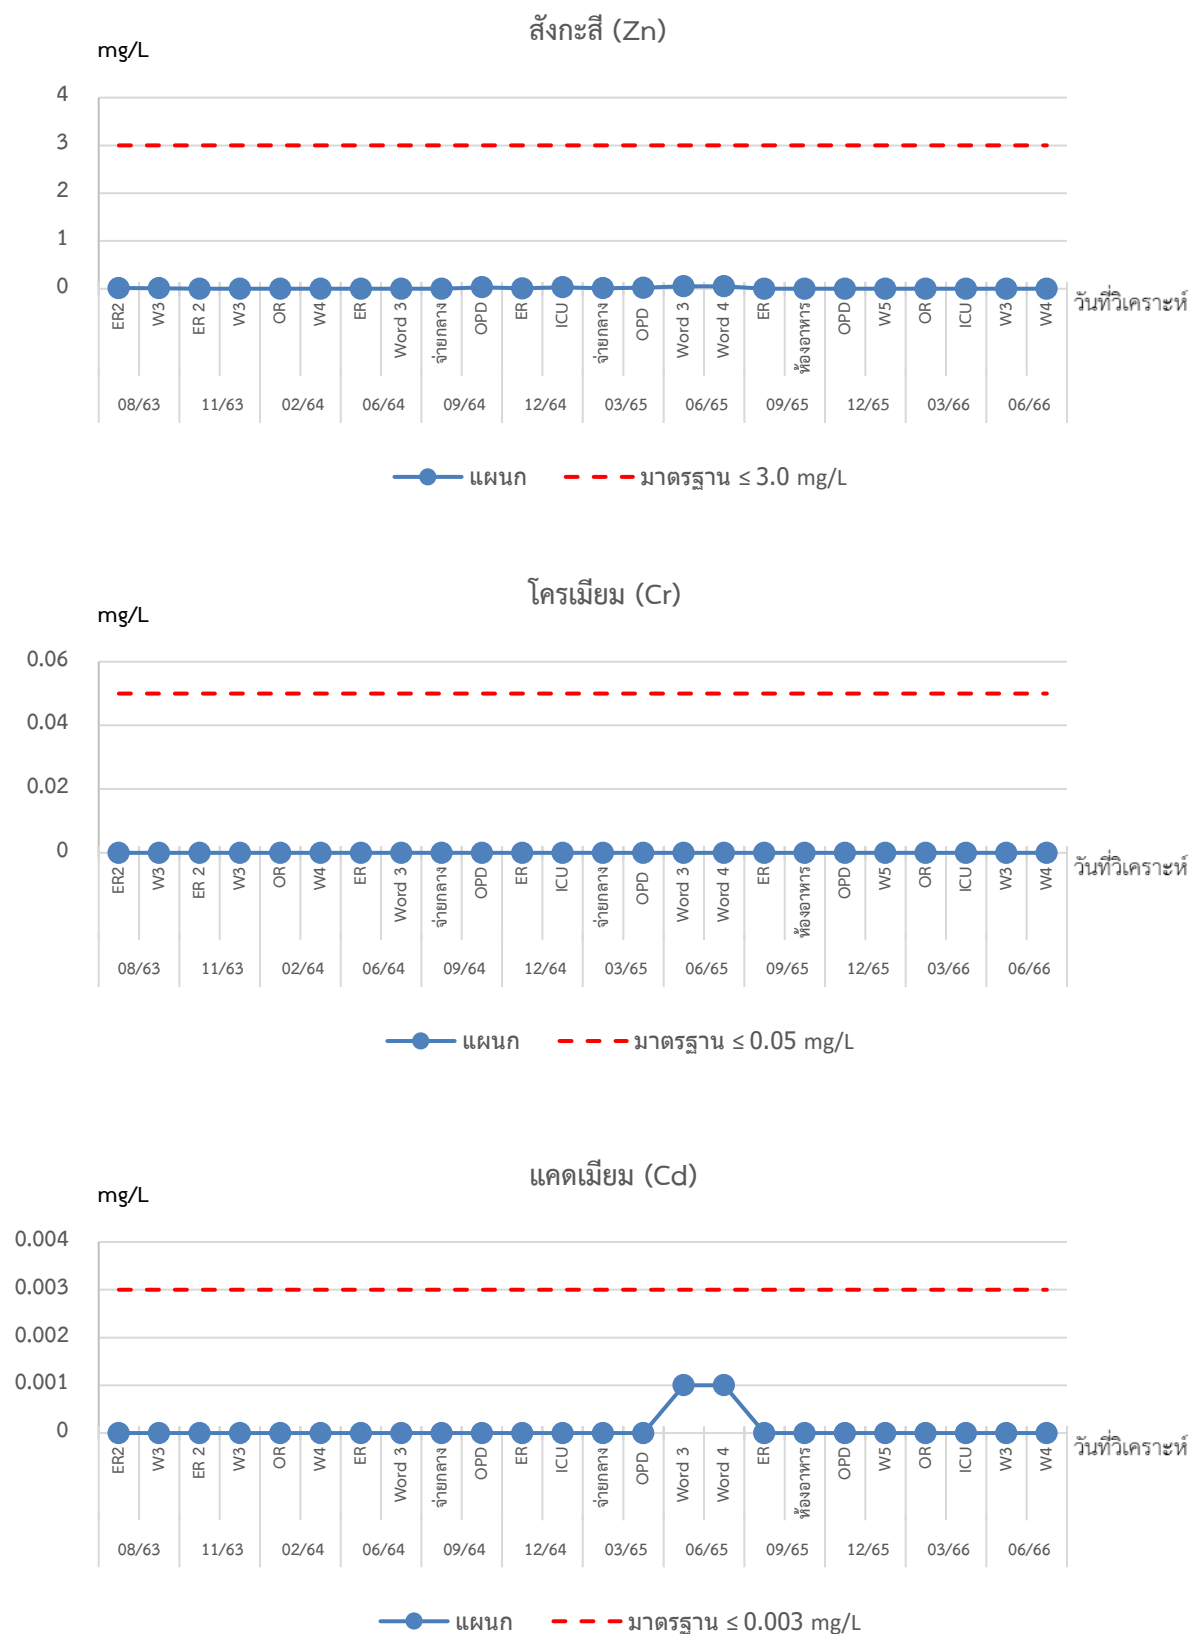 สังกะสี (Zn)
mg/L
4
3
2
1
0
ER2 W3 ER 2 W3 OR W4 ER Word 3 จ่ายกลาง OPD ER ICU จ่ายกลาง OPD Word 3 Word 4 ER ห้องอาหาร OPD W5 OR ICU W3 W4 วันที่วิเคราะห์
08/63 11/63 02/64 06/64 09/64 12/64 03/65 06/65 09/65 12/65 03/66 06/66
แผนก มาตรฐาน ≤ 3.0 mg/L
โครเมียม (Cr)
mg/L
0.06
0.04
0.02
0
ER2 W3 ER 2 W3 OR W4 ER Word 3 จ่ายกลาง OPD ER ICU จ่ายกลาง OPD Word 3 Word 4 ER ห้องอาหาร OPD W5 OR ICU W3 W4 วันที่วิเคราะห์
08/63 11/63 02/64 06/64 09/64 12/64 03/65 06/65 09/65 12/65 03/66 06/66
แผนก มาตรฐาน ≤ 0.05 mg/L
แคดเมียม (Cd)
mg/L
0.004
0.003
0.002
0.001
0
ER2 W3 ER 2 W3 OR W4 ER Word 3 จ่ายกลาง OPD ER ICU จ่ายกลาง OPD Word 3 Word 4 ER ห้องอาหาร OPD W5 OR ICU W3 W4 วันที่วิเคราะห์
08/63 11/63 02/64 06/64 09/64 12/64 03/65 06/65 09/65 12/65 03/66 06/66
แผนก มาตรฐาน ≤ 0.003 mg/L